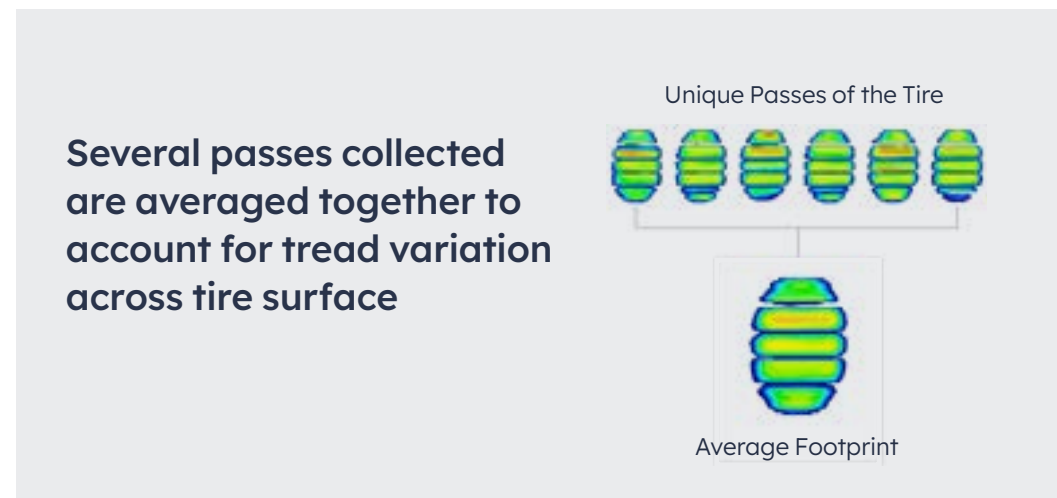 Several passes collected
are averaged together to
account for tread variation
across tire surface
Unique Passes of the Tire
Average Footprint